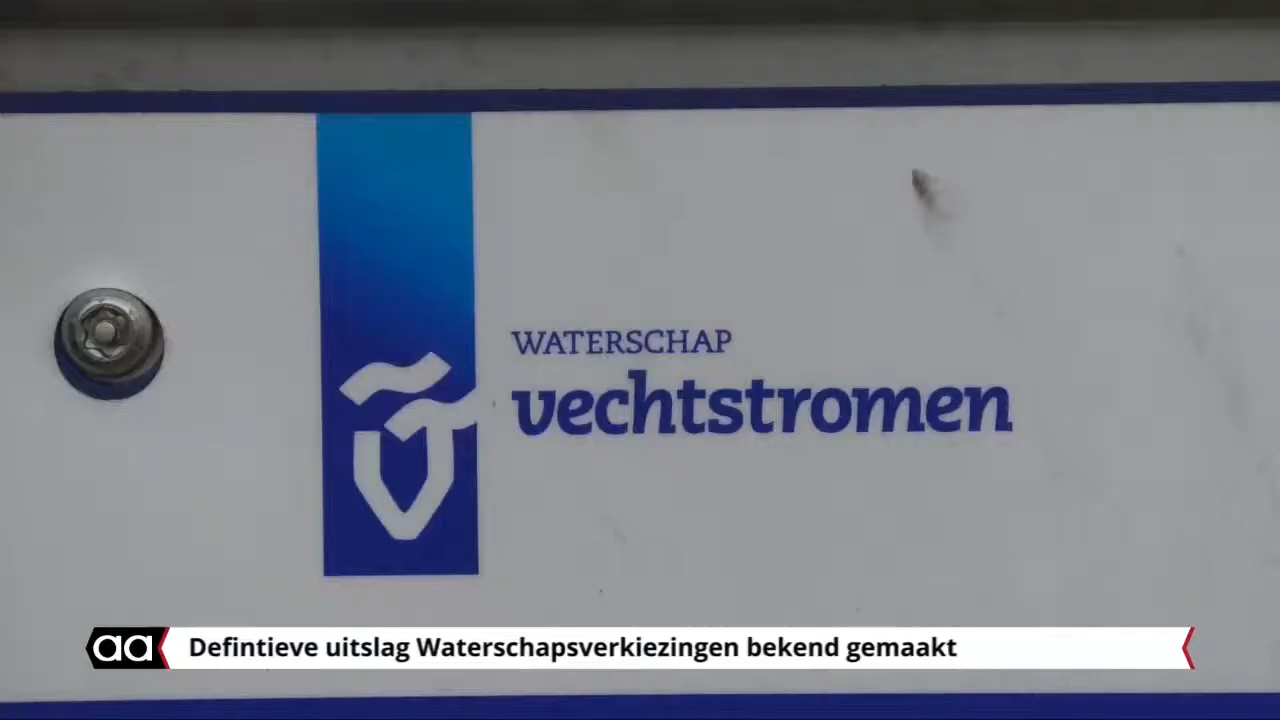 WATERSCHAP
vechtstromen
aa Defintieve uitslag Waterschapsverkiezingen bekend gemaakt